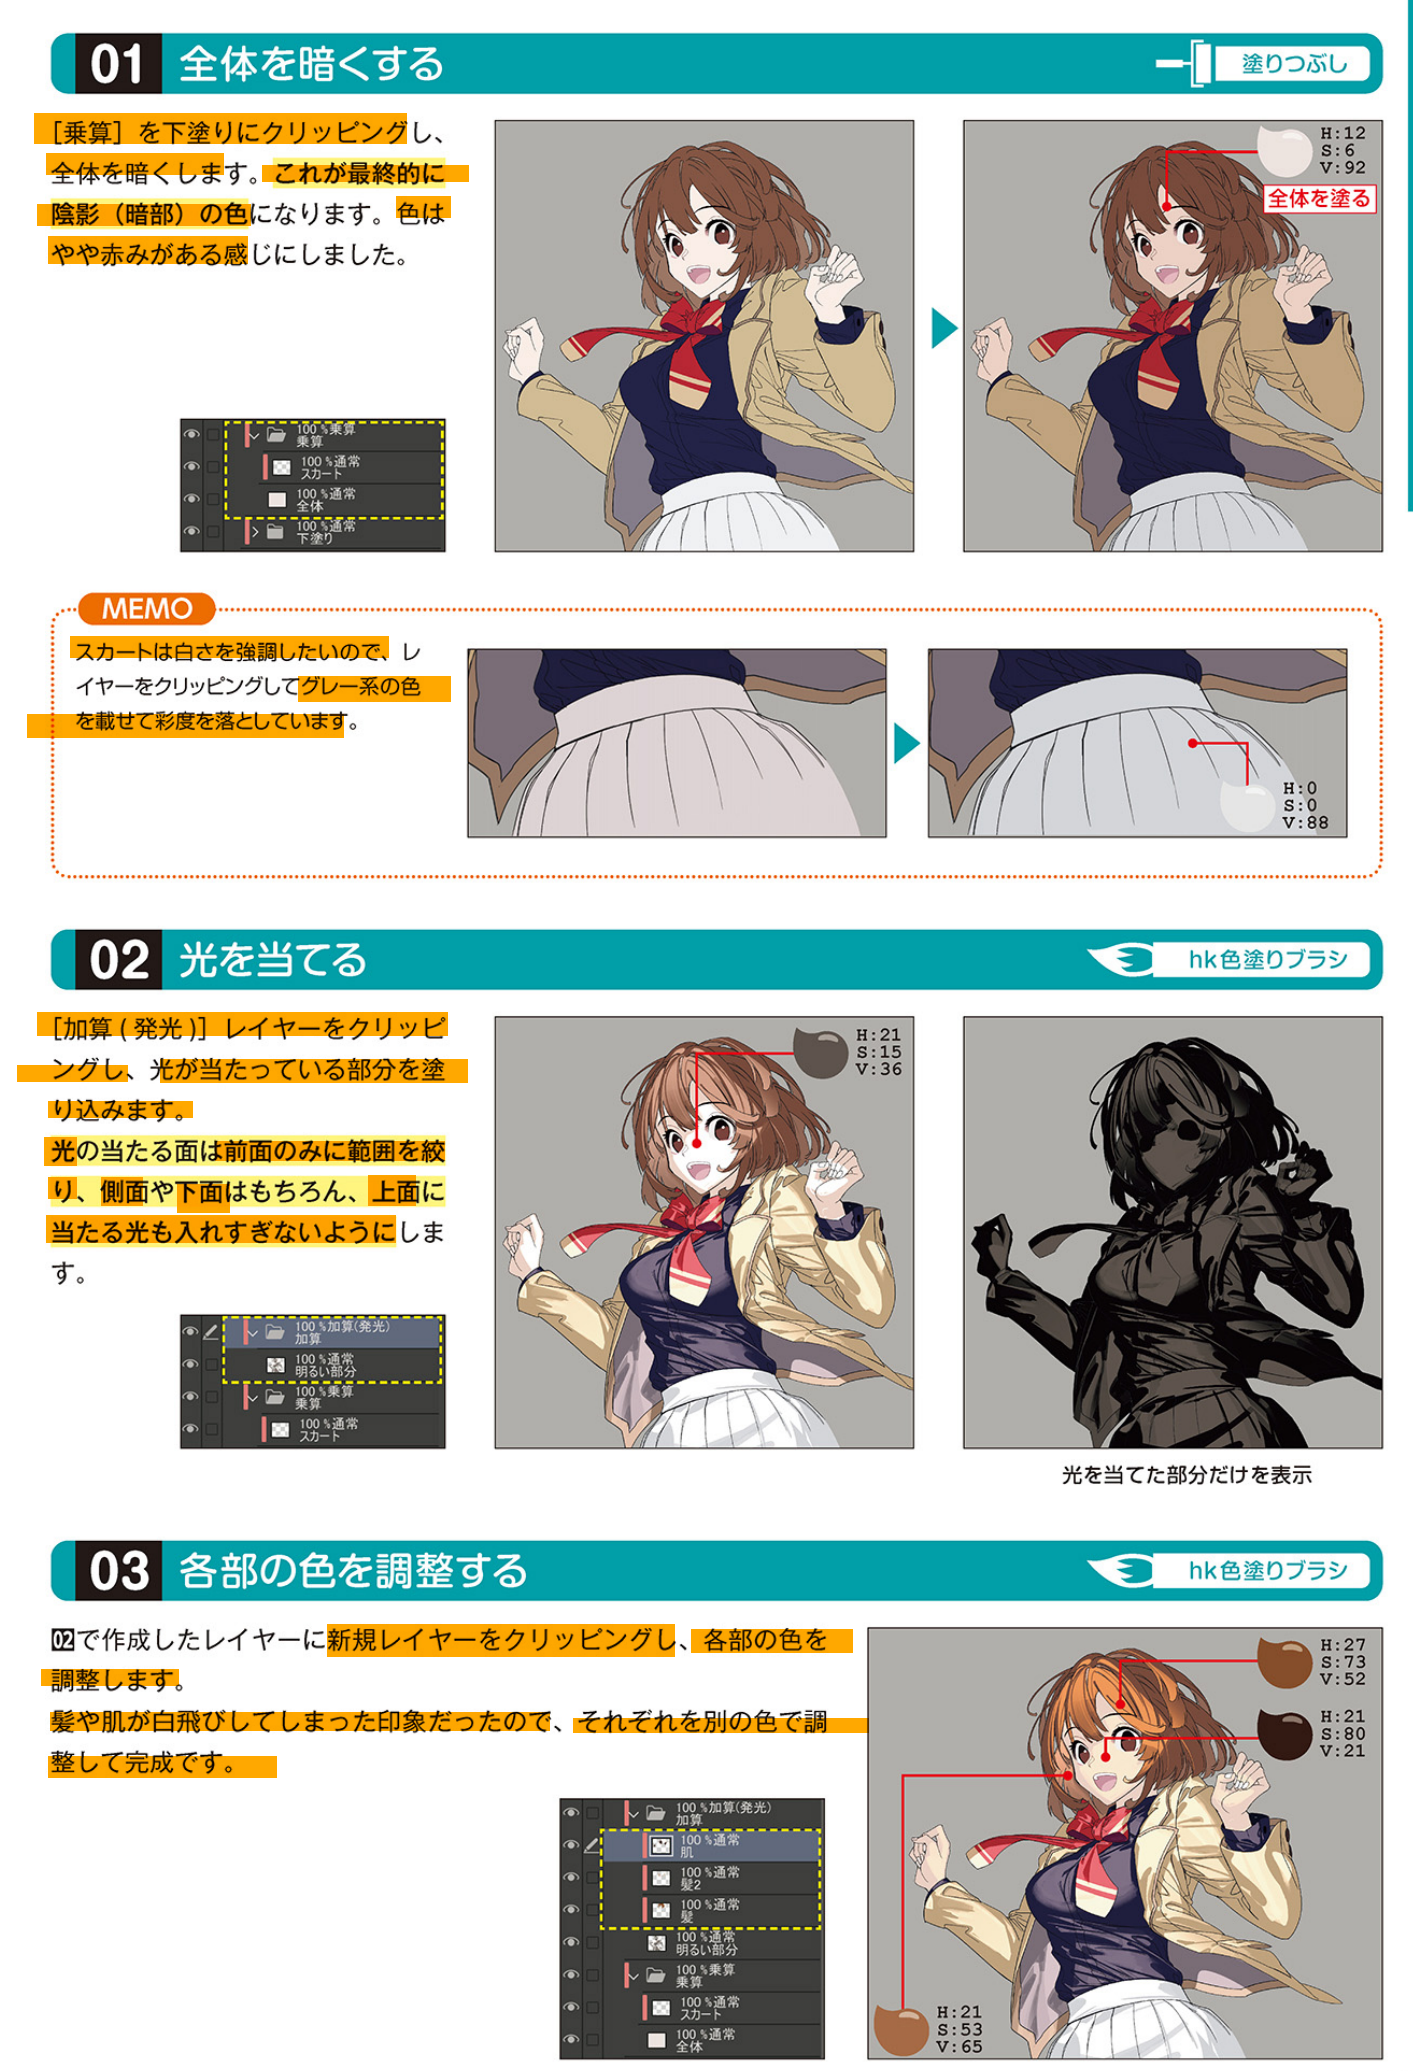 01 全体を暗くする
塗りつぶし
［乗算］を下塗りにクリッピングし、
全体を暗くします。これが最終的に
陰影（暗部）の色になります。色は
やや赤みがある感じにしました。
H:12
S:6
V:92
全体を塗る
100 %乗算
乗算
100 %通常
スカート
100 %通常
全体
100 %通常
下塗り
MEMO
スカートは白さを強調したいので、レ
イヤーをクリッピングしてグレー系の色
を載せて彩度を落としています。
H:0
S:0
V:88
02 光を当てる
hk色塗りブラシ
［加算 ( 発光 )］レイヤーをクリッピ
ングし、光が当たっている部分を塗
り込みます。
光の当たる面は前面のみに範囲を絞
り、側面や下面はもちろん、上面に
当たる光も入れすぎないようにしま
す。
H:21
S:15
V:36
100 %加算(発光)
加算
100 %通常
明るい部分
100 %乗算
乗算
100 %通常
スカート
光を当てた部分だけを表示
03 各部の色を調整する
hk色塗りブラシ
02で作成したレイヤーに新規レイヤーをクリッピングし、各部の色を
調整します。
髪や肌が白飛びしてしまった印象だったので、それぞれを別の色で調
整して完成です。
H:27
S:73
V:52
H:21
S:80
V:21
H:21
S:53
V:65
100 %加算(発光)
加算
100 %通常
肌
100 %通常
髪2
100 %通常
髪
100 %通常
明るい部分
100 %乗算
乗算
100 %通常
スカート
100 %通常
全体